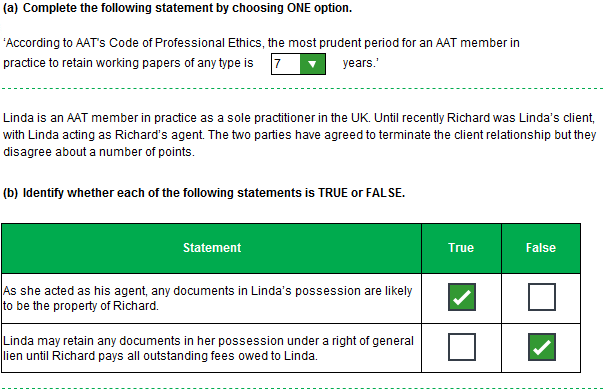 (a) Complete the following statement by choosing ONE option.
‘According to AAT's Code of Professional Ethics, the most prudent period for an AAT member in
practice to retain working papers of any type is 7 years.’
Linda is an AAT member in practice as a sole practitioner in the UK. Until recently Richard was Linda’s client,
with Linda acting as Richard’s agent. The two parties have agreed to terminate the client relationship but they
disagree about a number of points.
(b) Identify whether each of the following statements is TRUE or FALSE.
Statement True False
As she acted as his agent, any documents in Linda’s possession are likely
to be the property of Richard.
Linda may retain any documents in her possession under a right of general
lien until Richard pays all outstanding fees owed to Linda.